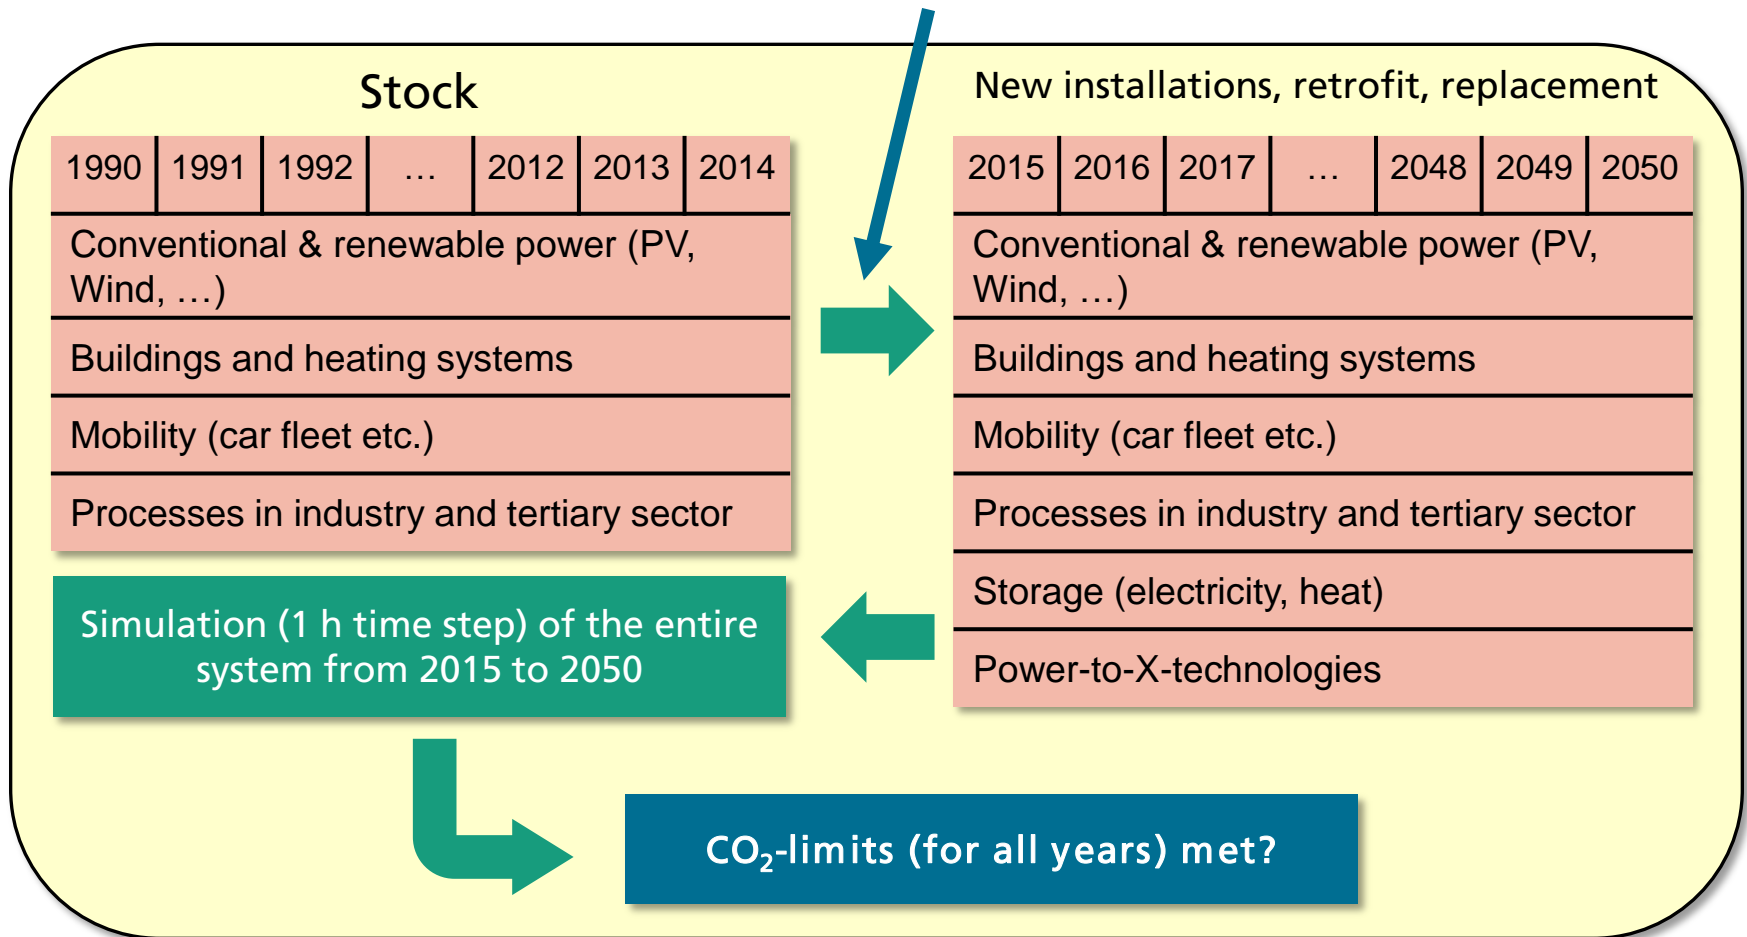 Stock
1990 1991 1992 … 2012 2013 2014
Conventional & renewable power (PV,
Wind, …)
Buildings and heating systems
Mobility (car fleet etc.)
Processes in industry and tertiary sector
New installations, retrofit, replacement
2015 2016 2017 … 2048 2049 2050
Conventional & renewable power (PV,
Wind, …)
Buildings and heating systems
Mobility (car fleet etc.)
Processes in industry and tertiary sector
Storage (electricity, heat)
Power-to-X-technologies
Simulation (1 h time step) of the entire
system from 2015 to 2050
CO₂-limits (for all years) met?